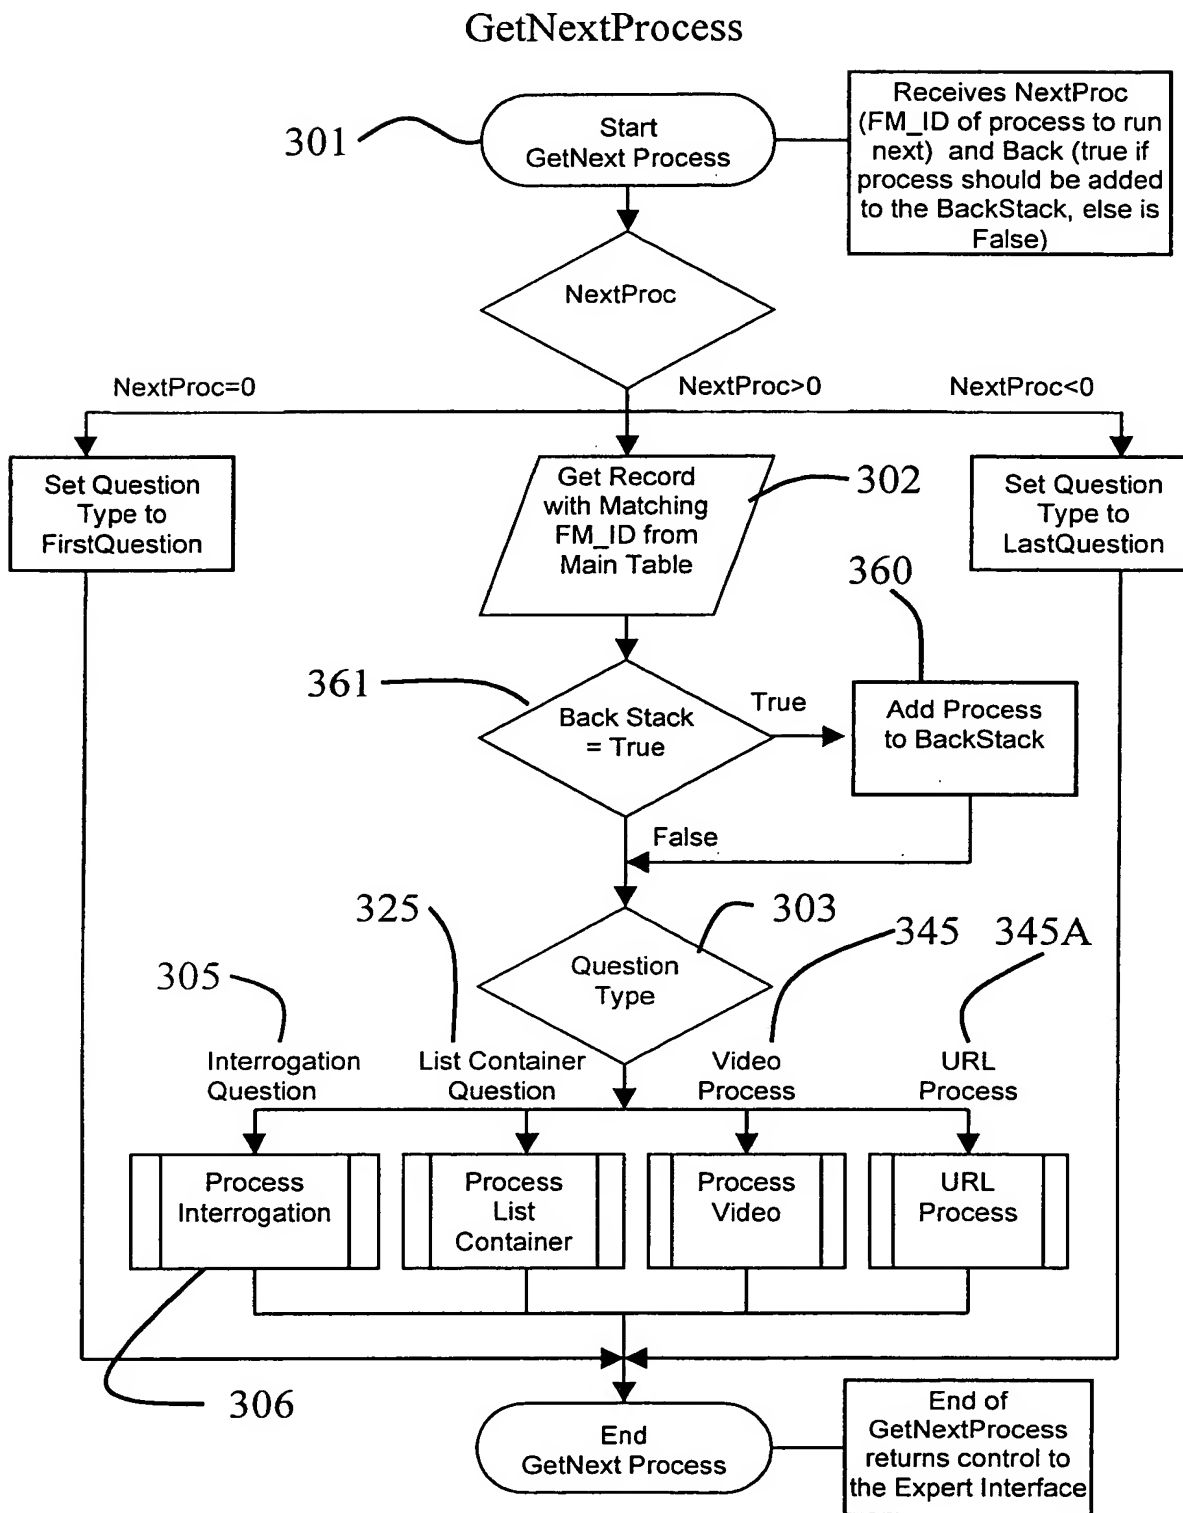 GetNextProcess
301
Start
GetNext Process
Receives NextProc
(FM_ID of process to run
next) and Back (true if
process should be added
to the BackStack, else is
False)
NextProc
NextProc=0
NextProc>0
NextProc<0
Set Question
Type to
FirstQuestion
Get Record
with Matching
FM_ID from
Main Table
302
Set Question
Type to
LastQuestion
360
361
Back Stack
= True
True
Add Process
to BackStack
False
325
303
345
345A
305
Question
Type
Interrogation
Question
List Container
Question
Video
Process
URL
Process
Process
Interrogation
Process
List
Container
Process
Video
URL
Process
306
End
GetNext Process
End of
GetNextProcess
returns control to
the Expert Interface